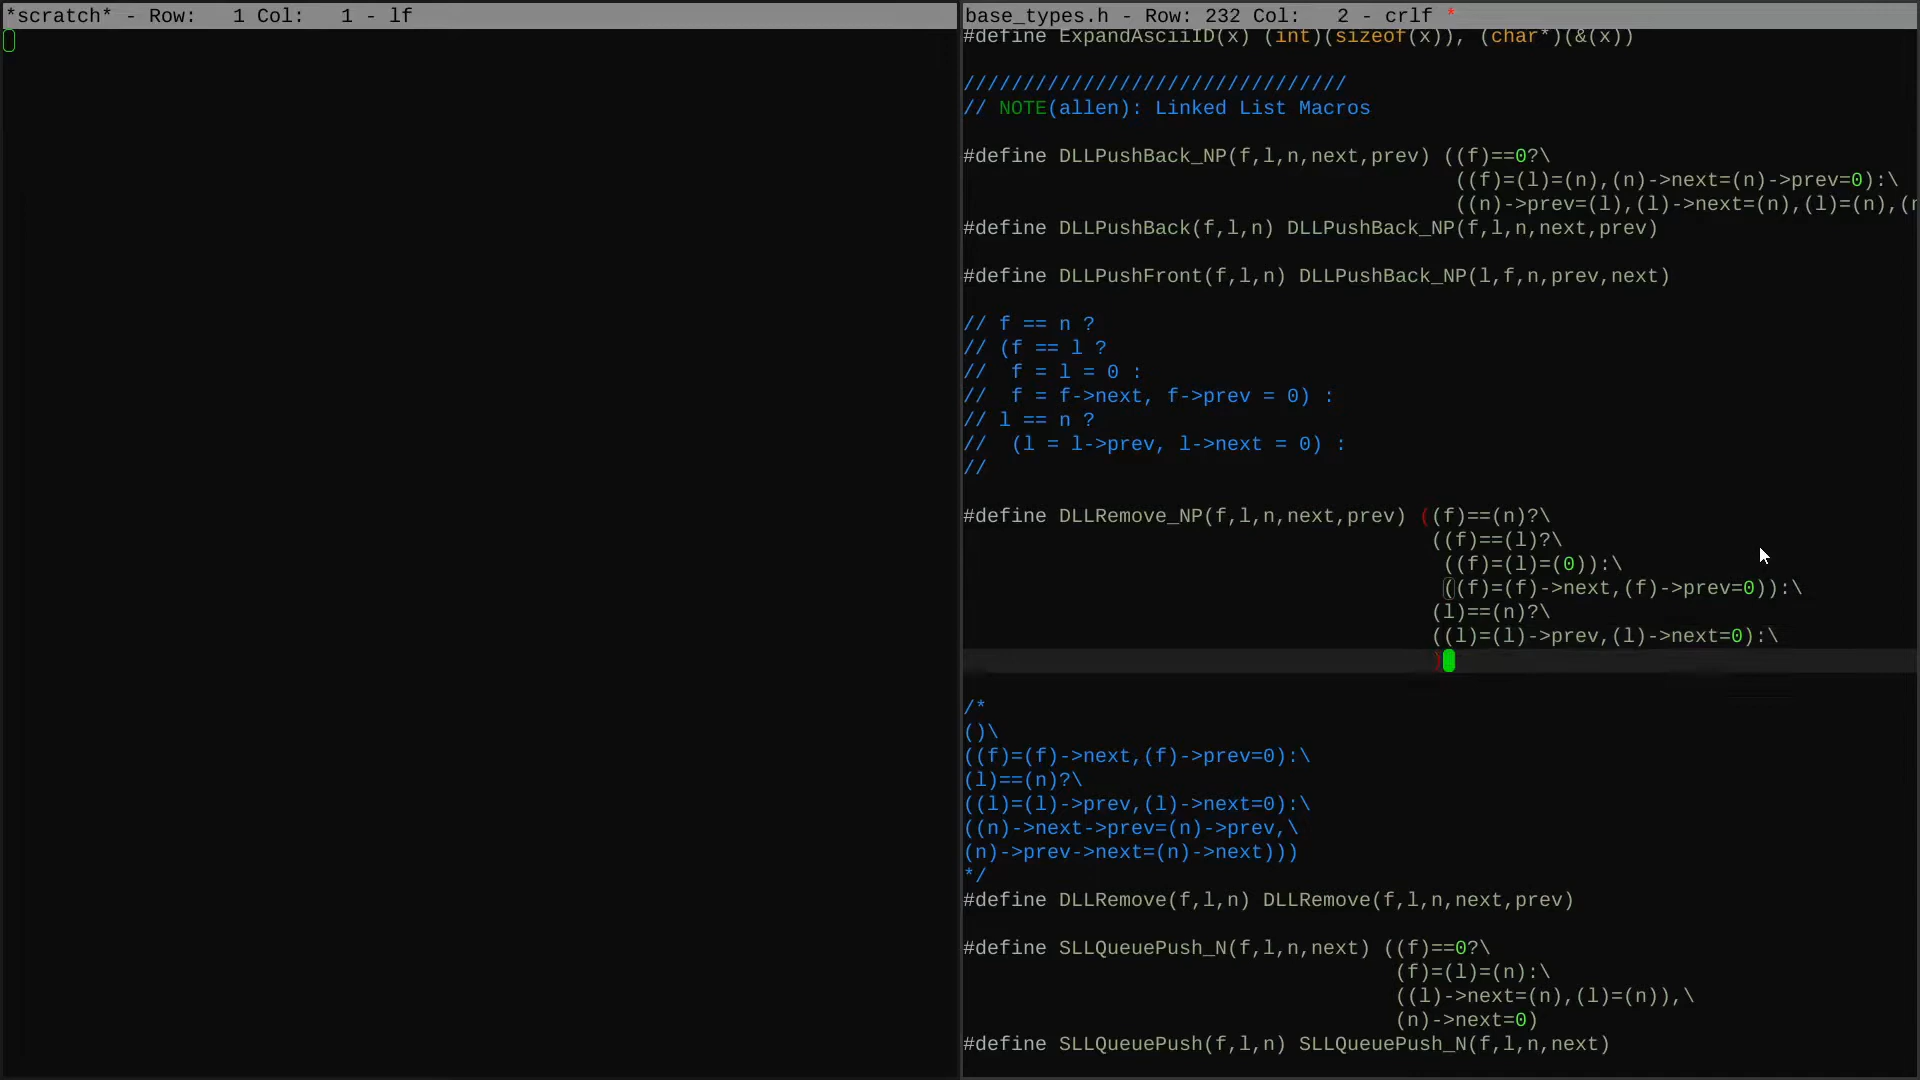 *scratch* - Row:   1 Col:   1 - lf
base_types.h - Row: 232 Col:   2 - crlf *
#define ExpandAsciiID(x) (int)(sizeof(x)), (char*)(&(x))
////////////////////////////////
// NOTE(allen): Linked List Macros
#define DLLPushBack_NP(f,l,n,next,prev) ((f)==0?\
((f)=(l)=(n),(n)->next=(n)->prev=0):\
((n)->prev=(l),(l)->next=(n),(l)=(n),(
#define DLLPushBack(f,l,n) DLLPushBack_NP(f,l,n,next,prev)
#define DLLPushFront(f,l,n) DLLPushBack_NP(l,f,n,prev,next)
// f == n ?
// (f == l ?
//  f = l = 0 :
//  f = f->next, f->prev = 0) :
// l == n ?
//  (l = l->prev, l->next = 0) :
//
#define DLLRemove_NP(f,l,n,next,prev) ((f)==(n)?\
((f)==(l)?\
((f)=(l)=(0)):\
((f)=(f)->next,(f)->prev=0)):\
(l)==(n)?\
((l)=(l)->prev,(l)->next=0):\
)
/*
()\
((f)=(f)->next,(f)->prev=0):\
(l)==(n)?\
((l)=(l)->prev,(l)->next=0):\
((n)->next->prev=(n)->prev,\
(n)->prev->next=(n)->next)))
*/
#define DLLRemove(f,l,n) DLLRemove(f,l,n,next,prev)
#define SLLQueuePush_N(f,l,n,next) ((f)==0?\
(f)=(l)=(n):\
((l)->next=(n),(l)=(n)),\
(n)->next=0)
#define SLLQueuePush(f,l,n) SLLQueuePush_N(f,l,n,next)